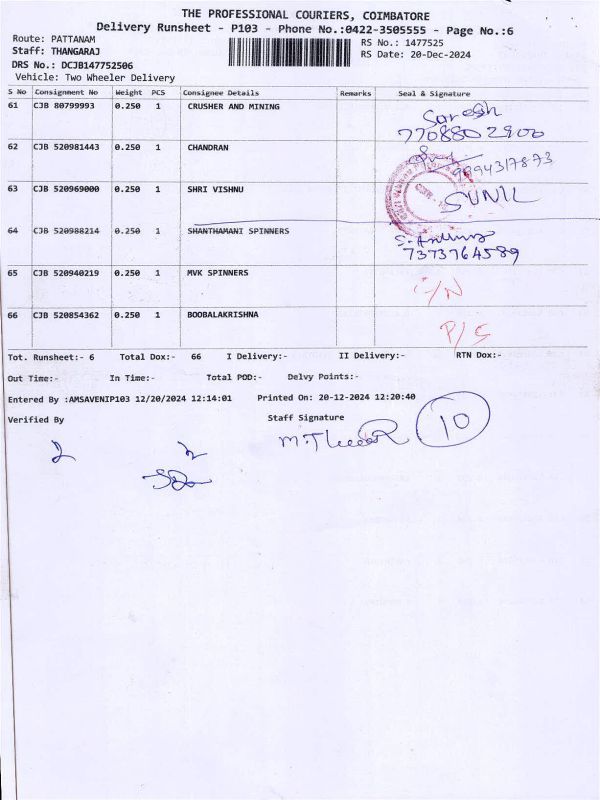 THE PROFESSIONAL COURIERS, COIMBATORE
Delivery Runsheet - P103 - Phone No.:0422-3505555 - Page No.:6
Route: PATTANAM
RS No.: 1477525
Staff: THANGARAJ
RS Date: 20-Dec-2024
DRS No.: DCJB147752506
Vehicle: Two Wheeler Delivery
S No Consignment No Weight PCS Consignee Details Remarks Seal & Signature
61 CJB 80799993 0.250 1 CRUSHER AND MINING
Suresh
7708802900
62 CJB 520981443 0.250 1 CHANDRAN
9994317873
63 CJB 520969000 0.250 1 SHRI VISHNU
SUNIL
64 CJB 520988214 0.250 1 SHANTHAMANI SPINNERS
7373764589
65 CJB 520940219 0.250 1 MVK SPINNERS
66 CJB 520854362 0.250 1 BOOBALAKRISHNA
P/S
Tot. Runsheet:- 6 Total Dox:- 66 I Delivery:- II Delivery:- RTN Dox:-
Out Time:- In Time:- Total POD:- Delvy Points:-
Entered By :AMSAVENIP103 12/20/2024 12:14:01 Printed On: 20-12-2024 12:20:40
Verified By Staff Signature
10